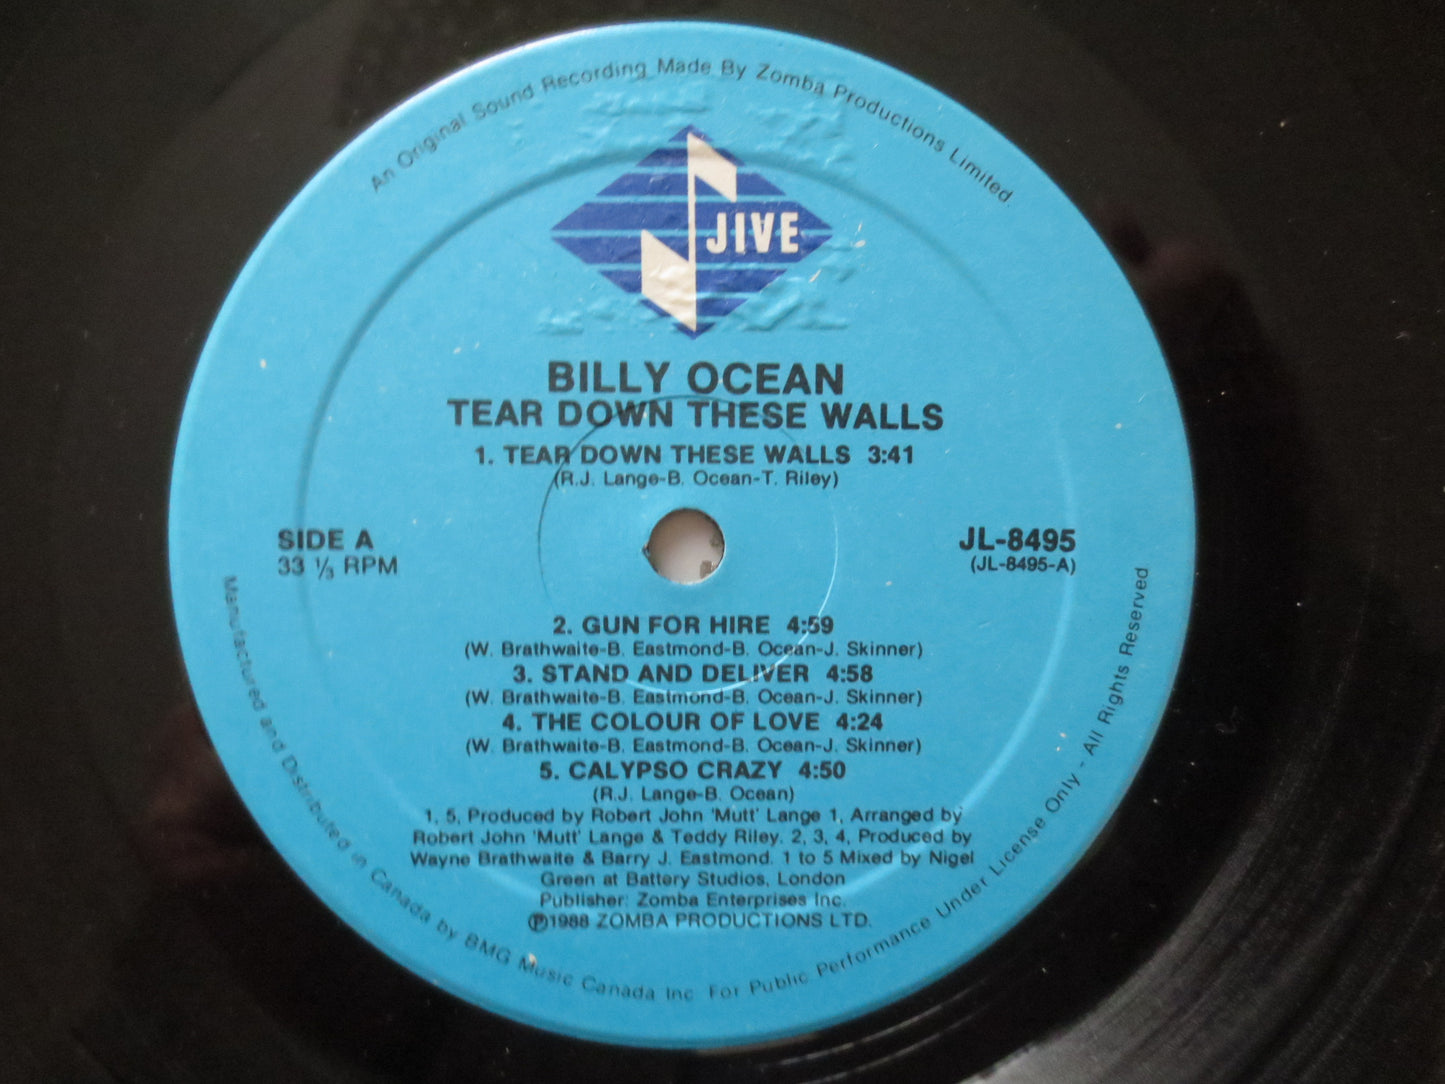 An Original Sound Recording Made By Zomba Productions Limited.
JIVE
BILLY OCEAN
TEAR DOWN THESE WALLS
1. TEAR DOWN THESE WALLS 3:41
(R.J. Lange-B. Ocean-T. Riley)
SIDE A
33 ⅓ RPM
JL-8495
(JL-8495-A)
2. GUN FOR HIRE 4:59
(W. Brathwaite-B. Eastmond-B. Ocean-J. Skinner)
3. STAND AND DELIVER 4:58
(W. Brathwaite-B. Eastmond-B. Ocean-J. Skinner)
4. THE COLOUR OF LOVE 4:24
(W. Brathwaite-B. Eastmond-B. Ocean-J. Skinner)
5. CALYPSO CRAZY 4:50
(R.J. Lange-B. Ocean)
1, 5, Produced by Robert John 'Mutt' Lange 1, Arranged by
Robert John 'Mutt' Lange & Teddy Riley. 2, 3, 4, Produced by
Wayne Brathwaite & Barry J. Eastmond. 1 to 5 Mixed by Nigel
Green at Battery Studios, London
Publisher: Zomba Enterprises Inc.
℗1988 ZOMBA PRODUCTIONS LTD.
Manufactured and Distributed in Canada by BMG Music Canada Inc. For Public Performance Under License Only - All Rights Reserved